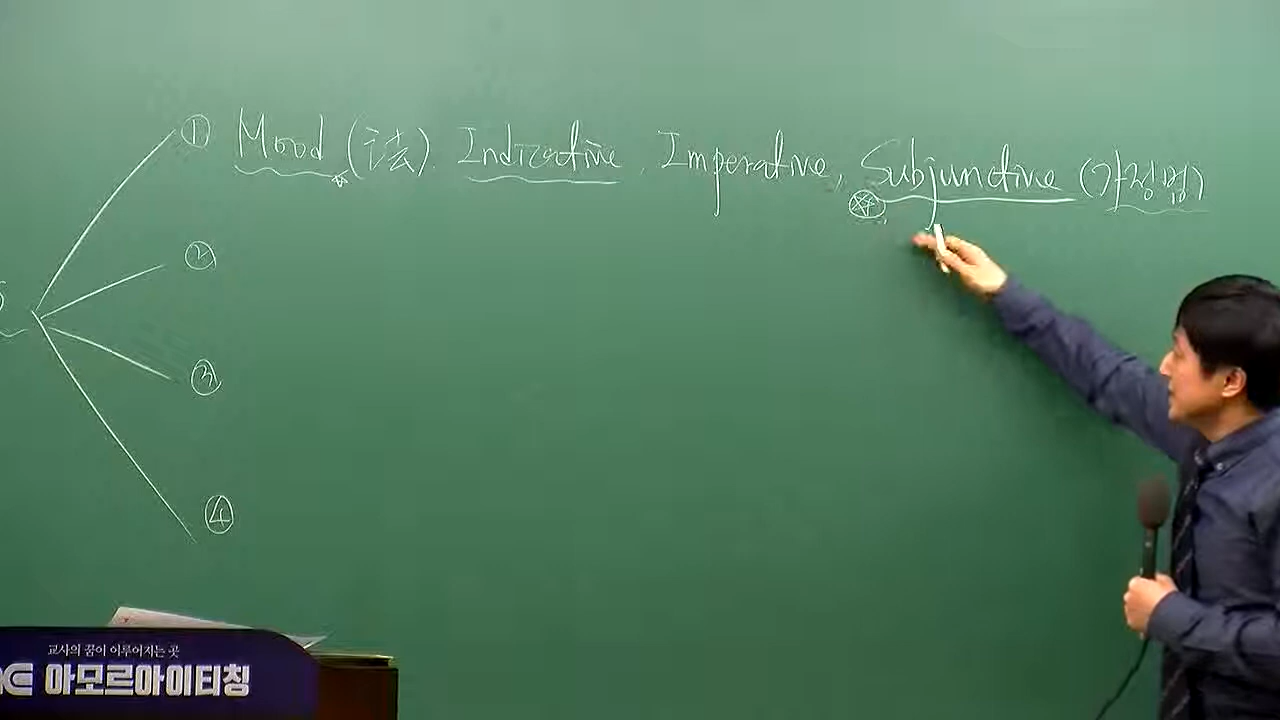 ① Mood (法). Indicative, Imperative, Subjunctive (가정법)
②
③
④
교사의 꿈이 이루어지는 곳
아모르아이티칭